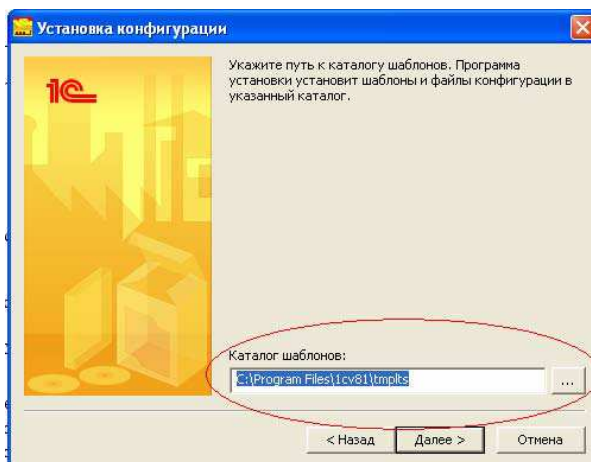 Установка конфигурации
1С
Укажите путь к каталогу шаблонов. Программа
установки установит шаблоны и файлы конфигурации в
указанный каталог.
Каталог шаблонов:
C:\Program Files\1cv81\tmplts
...
< Назад
Далее >
Отмена